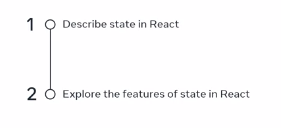 1 Describe state in React
2 Explore the features of state in React